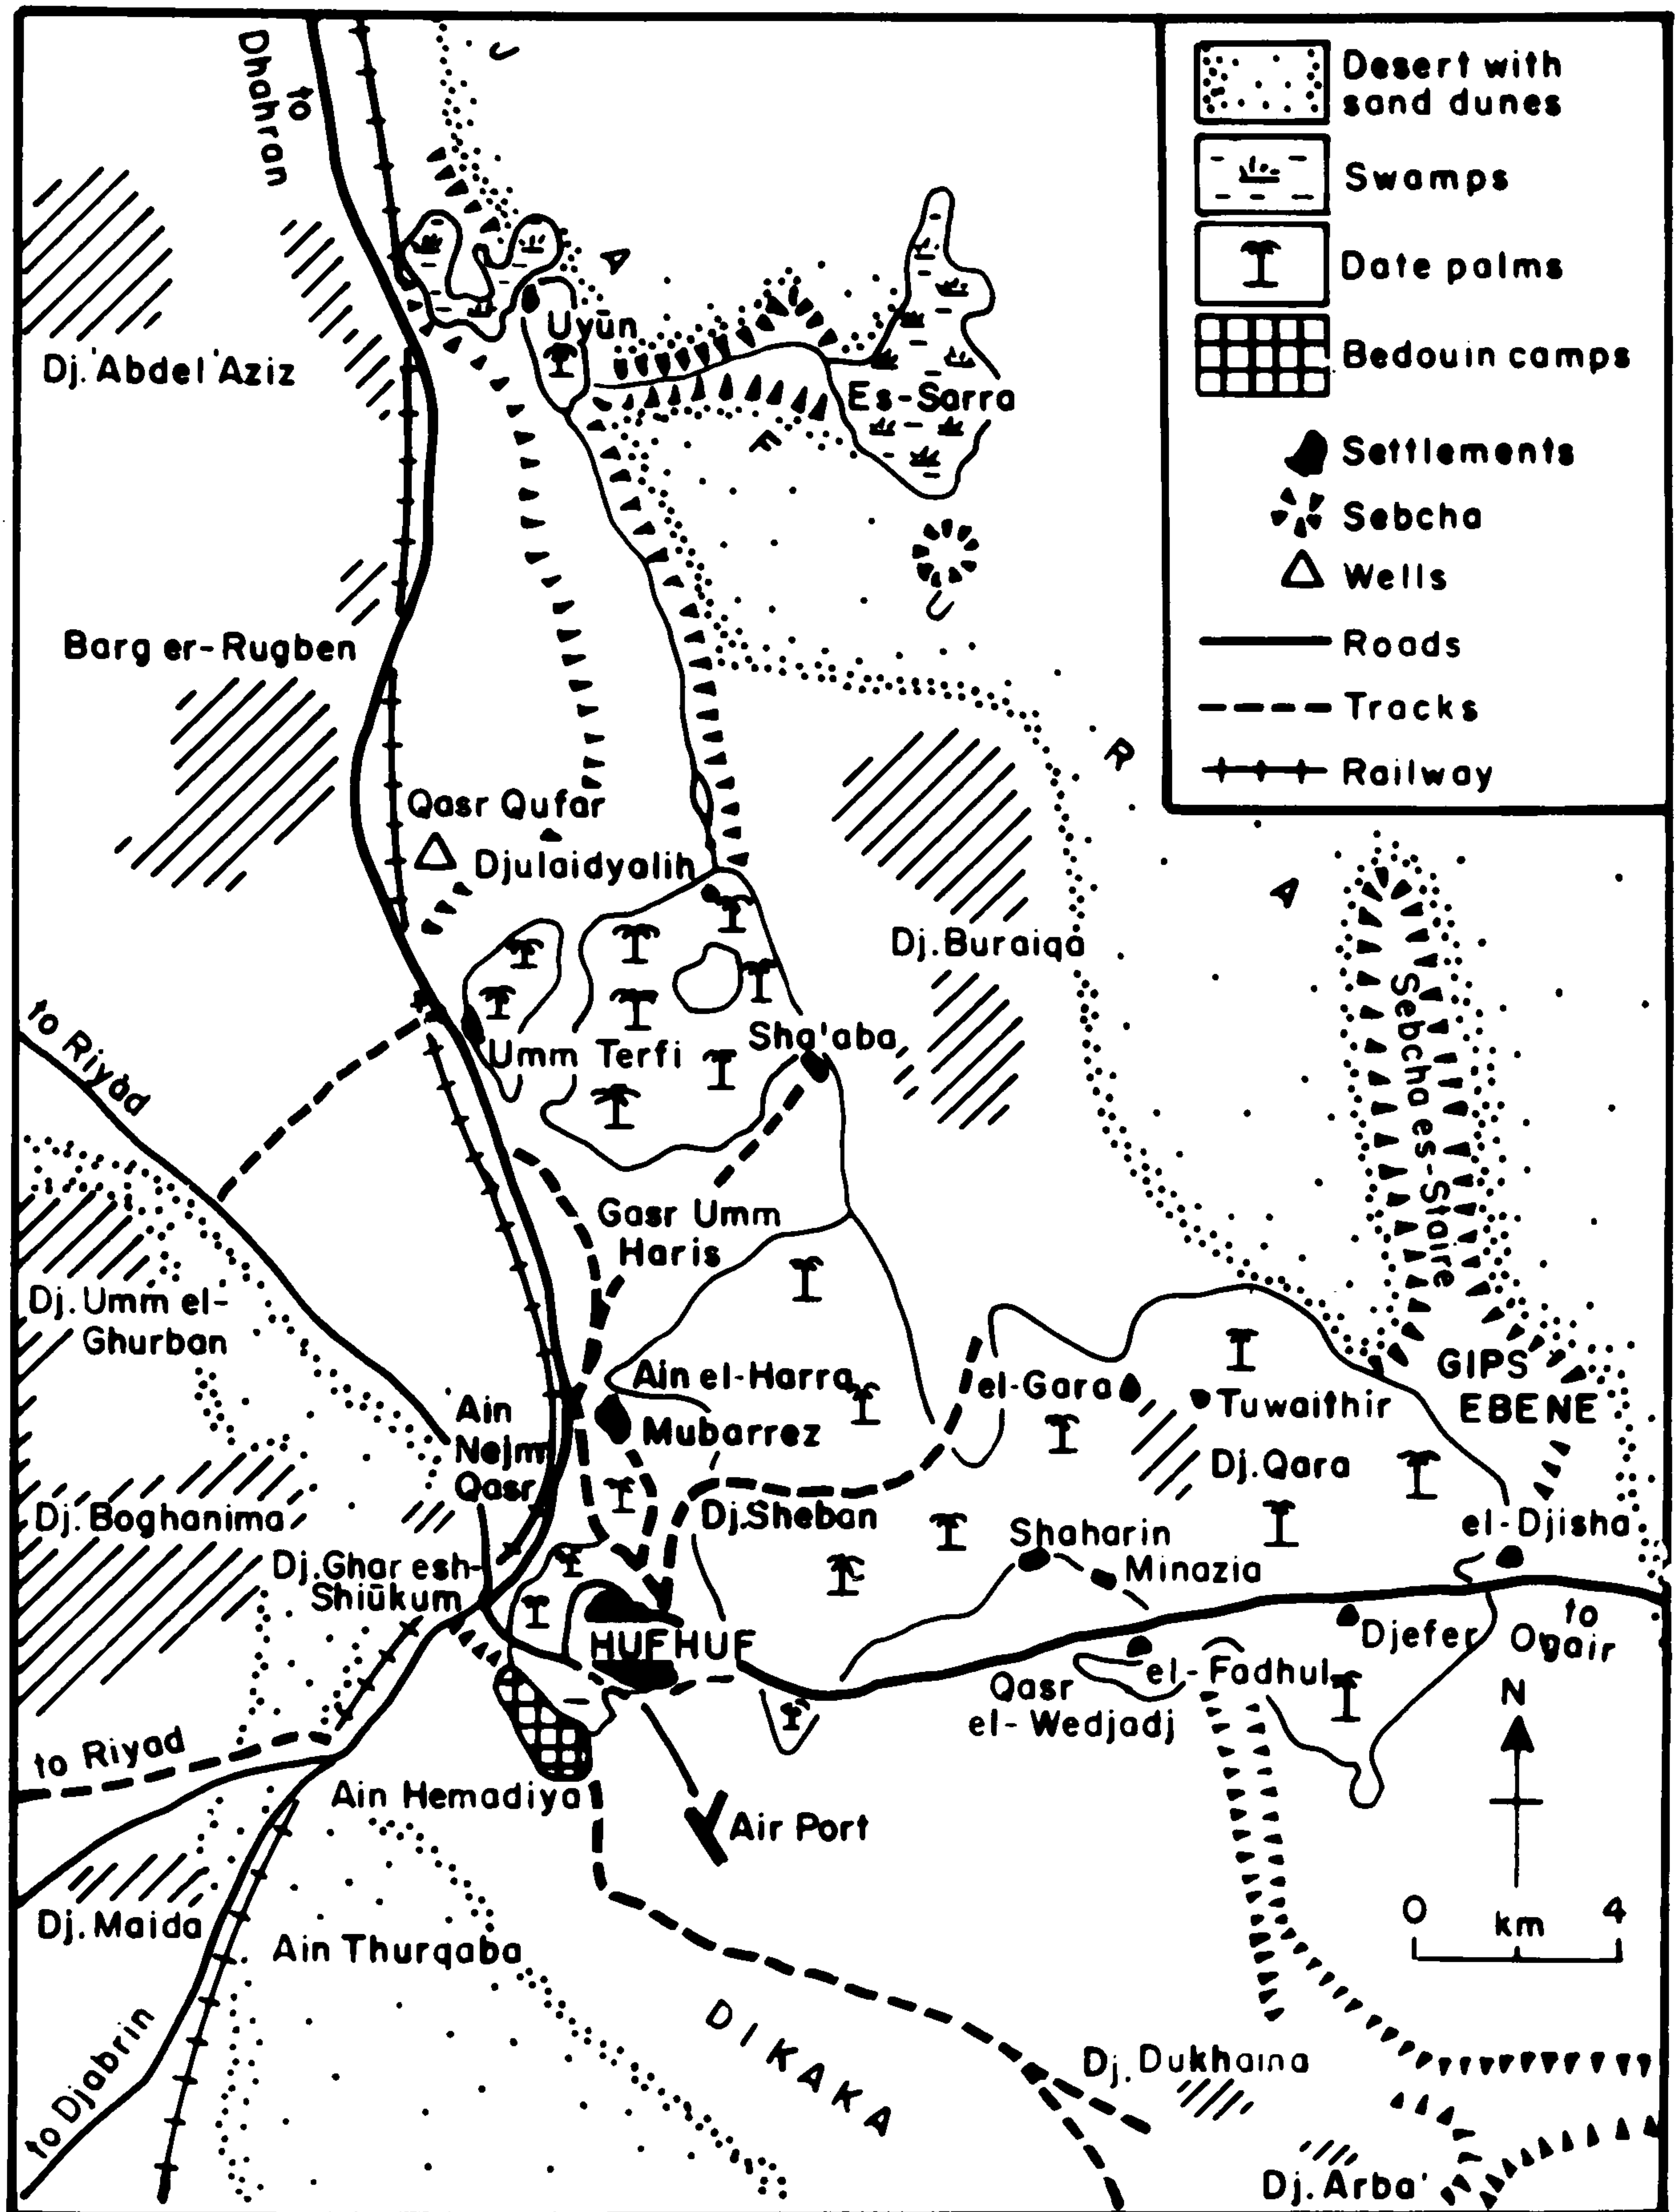 to
Dhahran
J
A
F
U
R
A
Desert with
sand dunes
Swamps
Date palms
Bedouin camps
Settlements
Sebcha
Wells
Roads
Tracks
Railway
Uyūn
Es-Sarra
Dj.'Abdel'Aziz
Barg er-Rugben
Qasr Qufar
Djulaidyalih
Dj.Buraiqa
Sebcha es-Staire
to Riyad
Umm Terfi
Sha'aba
Gasr Umm
Haris
Dj.Umm el-
Ghurban
Ain el-Harra
Mubarrez
Ain
Nejm
Qasr
el-Gara
Tuwaithir
GIPS
EBENE
Dj.Qara
Dj.Boghanima
Dj.Sheban
Shaharin
Minazia
el-Djisha
Dj.Ghar esh-
Shiūkum
HUFHUF
Djefer
to
Ogair
el-Fadhul
Qasr
el-Wedjadj
N
to Riyad
Ain Hemadiya
Air Port
0 km 4
Dj.Maida
Ain Thurqaba
DIKAKA
Dj.Dukhaina
to Djabrin
Dj.Arba'